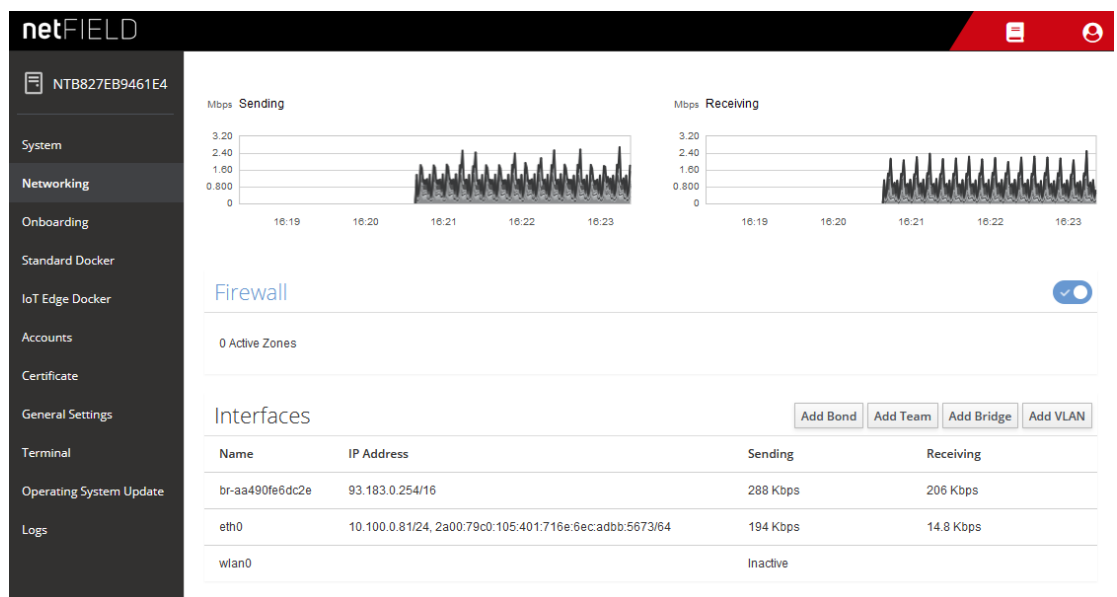 netFIELD
NTB827EB9461E4
System
Networking
Onboarding
Standard Docker
IoT Edge Docker
Accounts
Certificate
General Settings
Terminal
Operating System Update
Logs
Mbps Sending
3.20
2.40
1.60
0.800
0
16:19 16:20 16:21 16:22 16:23
Mbps Receiving
3.20
2.40
1.60
0.800
0
16:19 16:20 16:21 16:22 16:23
Firewall
0 Active Zones
Interfaces Add Bond Add Team Add Bridge Add VLAN
Name IP Address Sending Receiving
br-aa490fe6dc2e 93.183.0.254/16 288 Kbps 206 Kbps
eth0 10.100.0.81/24, 2a00:79c0:105:401:716e:6ec:adbb:5673/64 194 Kbps 14.8 Kbps
wlan0 Inactive